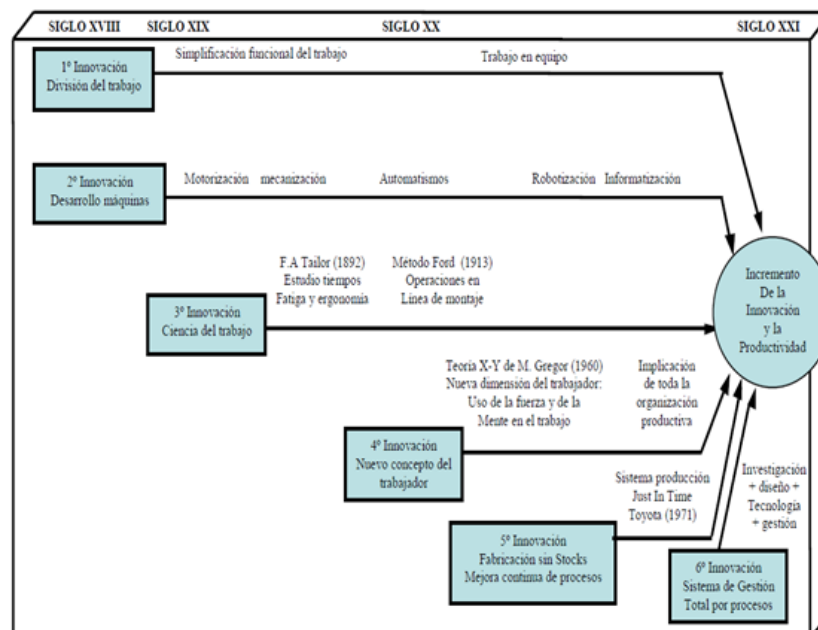 SIGLO XVIII SIGLO XIX SIGLO XX SIGLO XXI
1º Innovación
División del trabajo
Simplificación funcional del trabajo
Trabajo en equipo
2º Innovación
Desarrollo máquinas
Motorización mecanización Automatismos Robotización Informatización
3º Innovación
Ciencia del trabajo
F.A Tailor (1892)
Estudio tiempos
Fatiga y ergonomía
Método Ford (1913)
Operaciones en
Línea de montaje
Incremento
De la
Innovación
y la
Productividad
4º Innovación
Nuevo concepto del
trabajador
Teoría X-Y de M. Gregor (1960)
Nueva dimensión del trabajador:
Uso de la fuerza y de la
Mente en el trabajo
Implicación
de toda la
organización
productiva
5º Innovación
Fabricación sin Stocks
Mejora continua de procesos
Sistema producción
Just In Time
Toyota (1971)
6º Innovación
Sistema de Gestión
Total por procesos
Investigación
+ diseño +
Tecnología
+ gestión